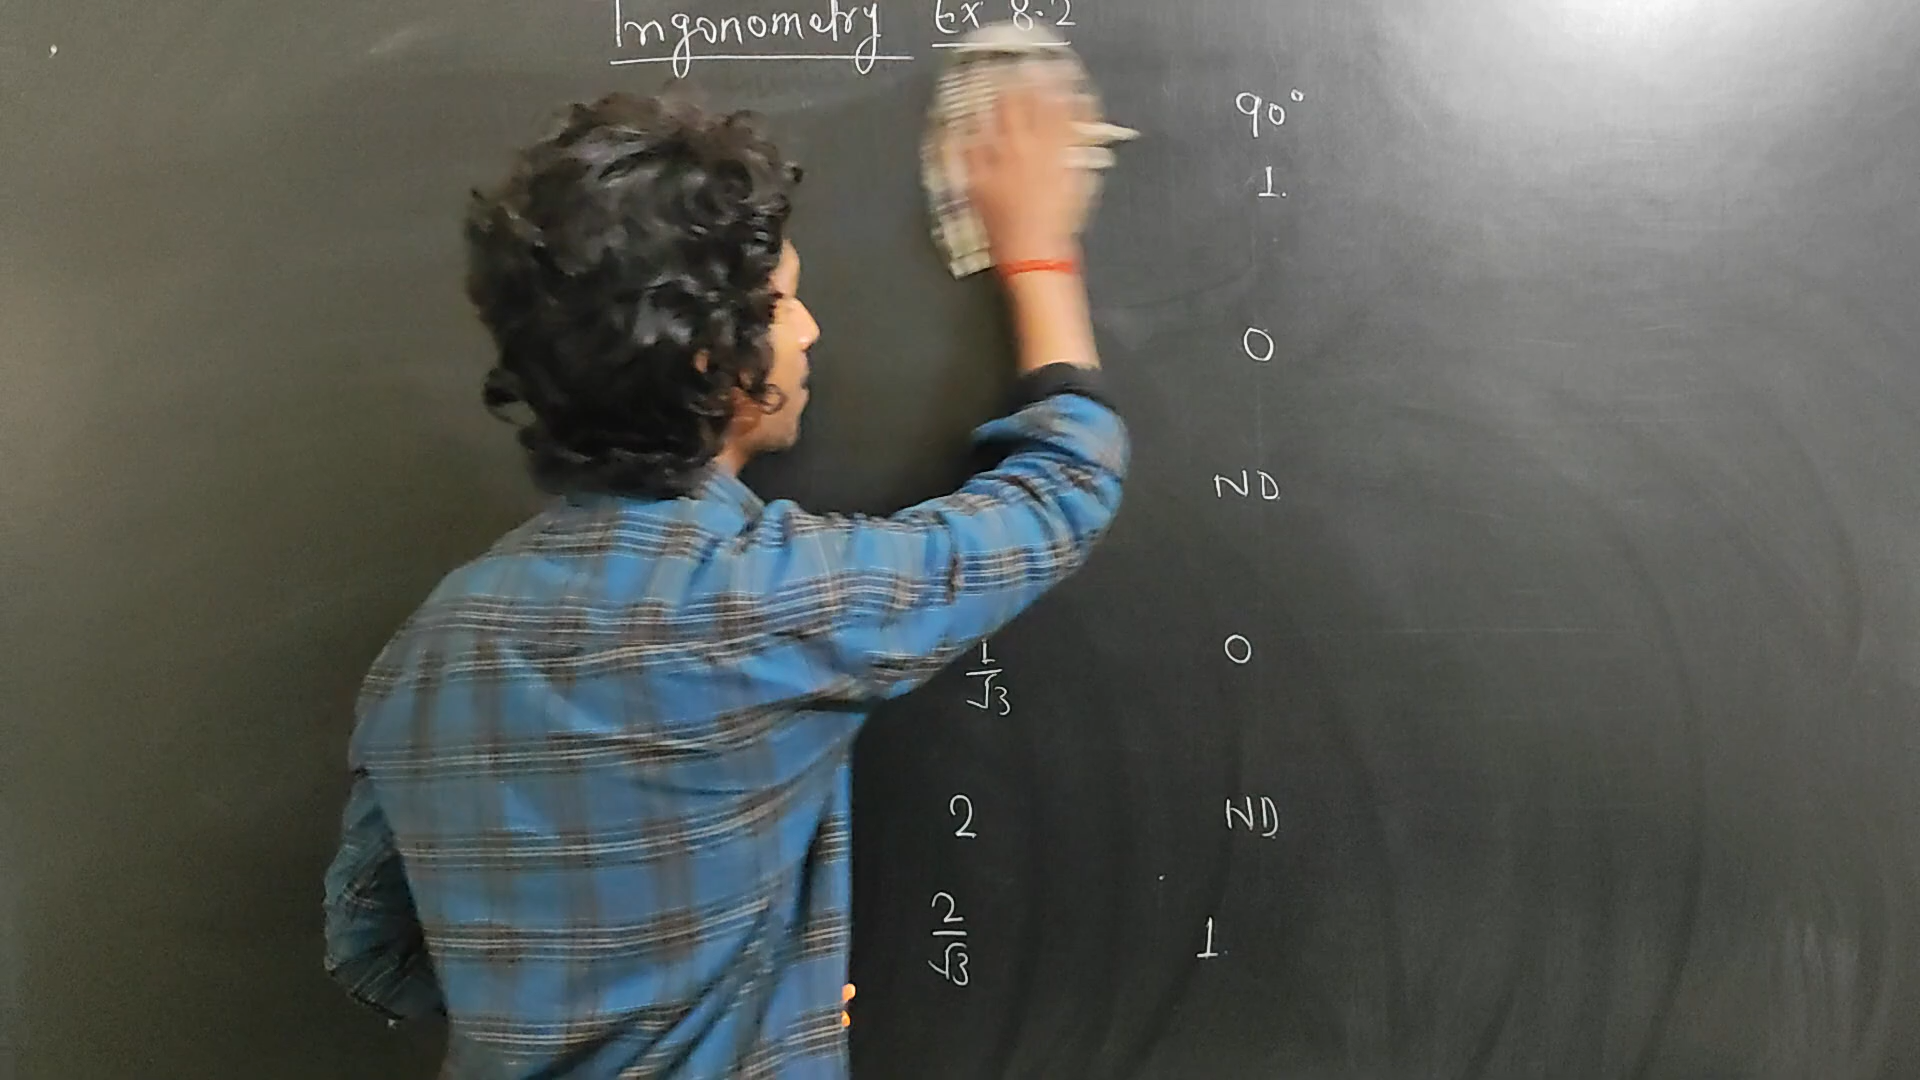 Trigonometry Ex 8.2
90°
1.
0
ND
1/√3 0
2 ND
2/√3 1